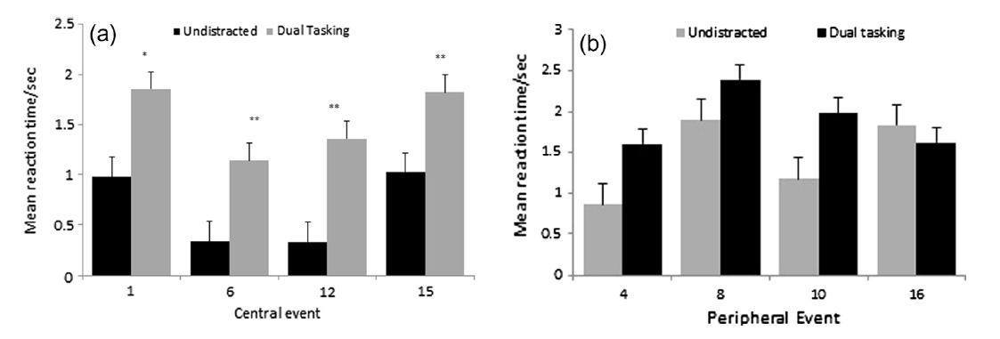 (a)
Undistracted Dual Tasking
Mean reaction time/sec
2.5
2
1.5
1
0.5
0
*
**
**
**
1 6 12 15
Central event
(b)
Undistracted Dual tasking
Mean reaction time/sec
3
2.5
2
1.5
1
0.5
0
4 8 10 16
Peripheral Event